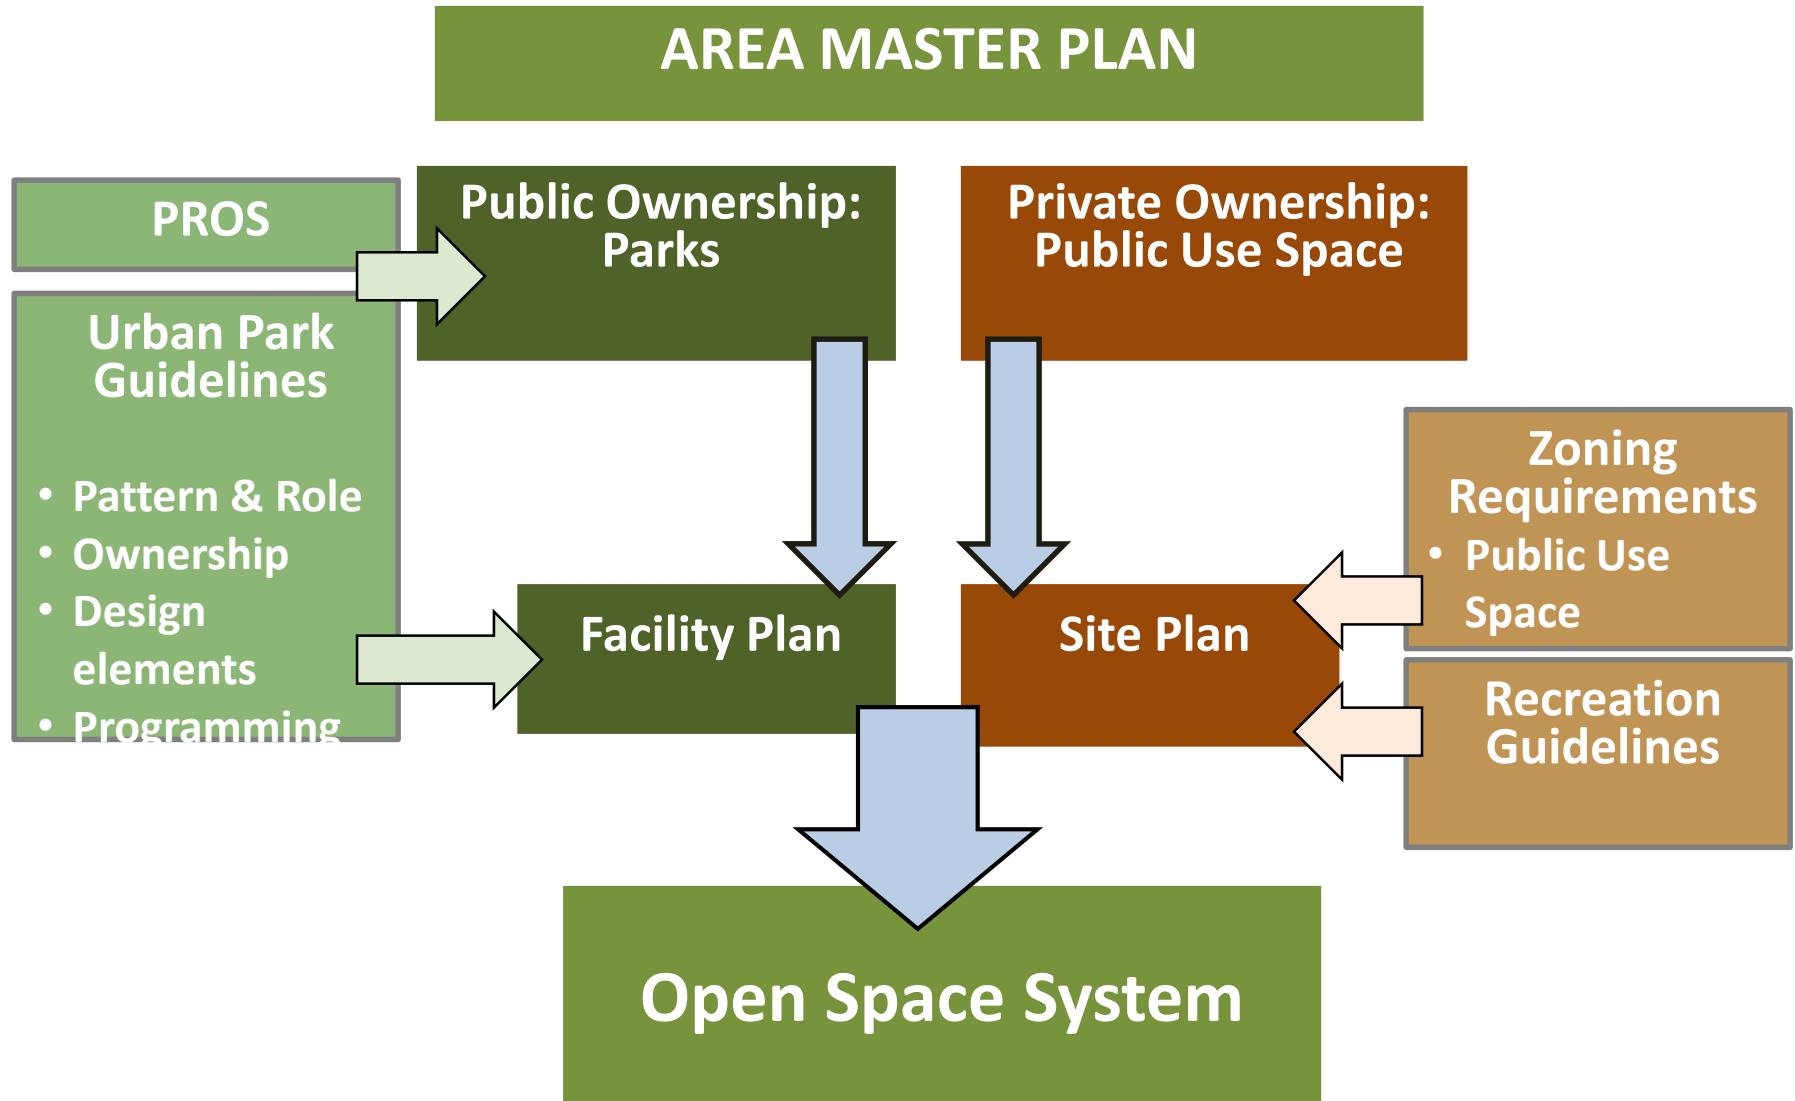 AREA MASTER PLAN
PROS
Public Ownership:
Parks
Private Ownership:
Public Use Space
Urban Park
Guidelines
• Pattern & Role
• Ownership
• Design
elements
• Programming
Zoning
Requirements
• Public Use
Space
Facility Plan
Site Plan
Recreation
Guidelines
Open Space System